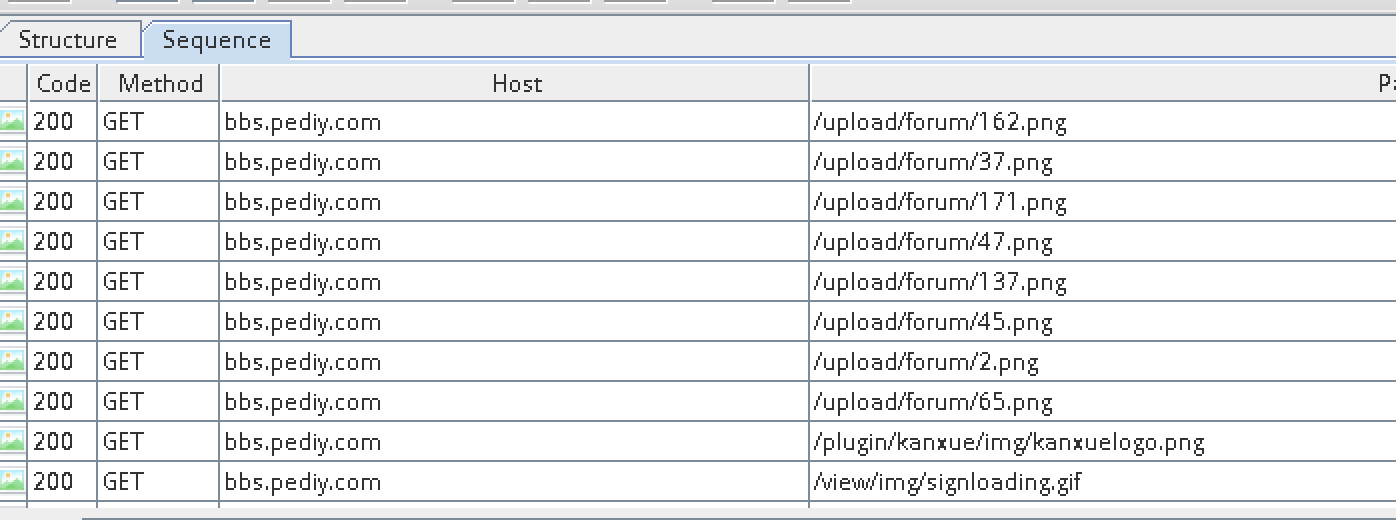 Structure Sequence
Code Method Host Pa
200 GET bbs.pediy.com /upload/forum/162.png
200 GET bbs.pediy.com /upload/forum/37.png
200 GET bbs.pediy.com /upload/forum/171.png
200 GET bbs.pediy.com /upload/forum/47.png
200 GET bbs.pediy.com /upload/forum/137.png
200 GET bbs.pediy.com /upload/forum/45.png
200 GET bbs.pediy.com /upload/forum/2.png
200 GET bbs.pediy.com /upload/forum/65.png
200 GET bbs.pediy.com /plugin/kanxue/img/kanxuelogo.png
200 GET bbs.pediy.com /view/img/signloading.gif